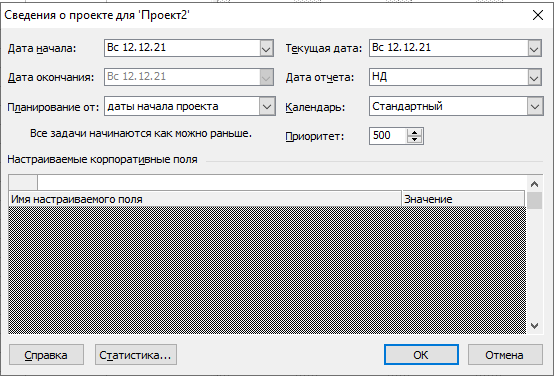 Сведения о проекте для 'Проект2'
Дата начала: Вс 12.12.21 Текущая дата: Вс 12.12.21
Дата окончания: Вс 12.12.21 Дата отчета: НД
Планирование от: даты начала проекта Календарь: Стандартный
Все задачи начинаются как можно раньше. Приоритет: 500
Настраиваемые корпоративные поля
Имя настраиваемого поля Значение
Справка Статистика... ОК Отмена